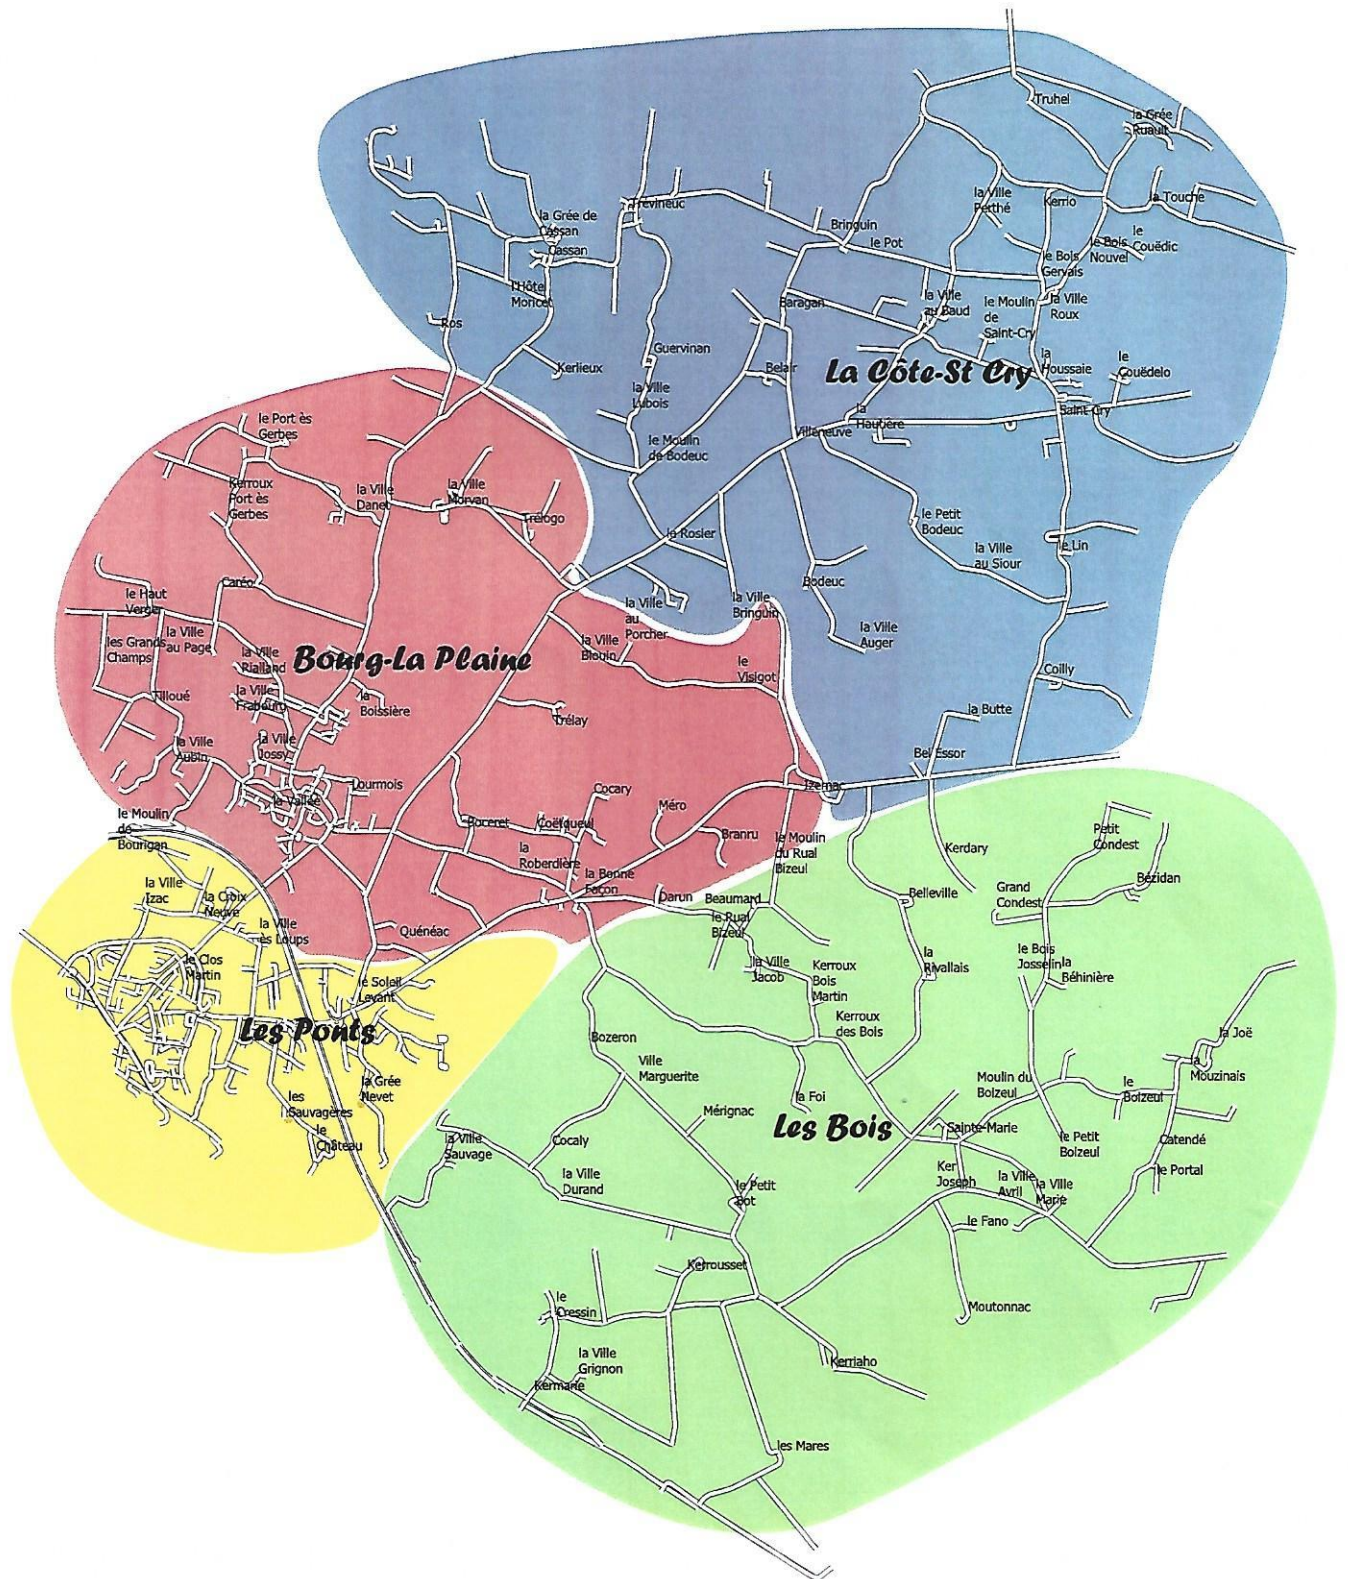 Truhel
la Grée
Ruault
la Ville
Perthé
Kerrio
la Touche
la Grée de
Cassan
Cassan
Trévineuc
Bringuin
le Pot
le
Couëdic
le Bois
Nouvel
le Bois
Gervais
l'Hôtel
Moricet
Baragan
la Ville
au Baud
le Moulin
de
Saint-Cry
la Ville
Roux
Ros
Guervinan
Kerlieux
Belair
La Côte-St Cry
la
Houssaie
le
Couëdelo
la Ville
Lubois
Saint-Cry
la
Hautière
Villeneuve
le Port ès
Gerbes
le Moulin
de Bodeuc
Kerroux
Port ès
Gerbes
la Ville
Danet
la Ville
Morvan
Trélogo
le Petit
Bodeuc
le Rosier
la Ville
au Siour
le Lin
Caréo
Bodeuc
le Haut
Verger
la Ville
au
Porcher
la Ville
Bringuin
les Grands
Champs
la Ville
au Page
la Ville
Blouin
la Ville
Auger
la Ville
Rialland
Bourg-La Plaine
le
Visigot
Coilly
Tilloué
la Ville
Frabourg
la
Boissière
Trélay
la Butte
la Ville
Aubin
la Ville
Jossy
Bel Essor
Lourmois
Izernac
la Vallée
Cocary
Méro
le Moulin
de
Bourigan
Poceret
Coëtqueul
Branru
le Moulin
du Rual
Bizeul
Petit
Condest
Kerdary
la
Roberdière
la Bonne
Façon
la Ville
Izac
la Croix
Neuve
Darun
Beaumard
Belleville
Grand
Condest
Bézidan
la Ville
ès Loups
Quénéac
le Rual
Bizeul
le Clos
Martin
la Ville
Jacob
Kerroux
Bois
Martin
la
Rivallais
le Bois
Josselin
la
Béhinière
le Soleil
Levant
Kerroux
des Bois
Les Ponts
Bozeron
la Joë
Ville
Marguerite
la
Mouzinais
la Grée
Nevet
les
Sauvagères
la Foi
Moulin du
Bolzeul
le
Bolzeul
Mérignac
Les Bois
le
Château
la Ville
Sauvage
Cocaly
Sainte-Marie
le Petit
Bolzeul
Catendé
la Ville
Durand
le Petit
Bot
Ker
Joseph
la Ville
Avril
la Ville
Marie
le Portal
le Fano
Kerrousset
le
Cressin
Moutonnac
la Ville
Grignon
Kerriaho
Kermarie
les Mares